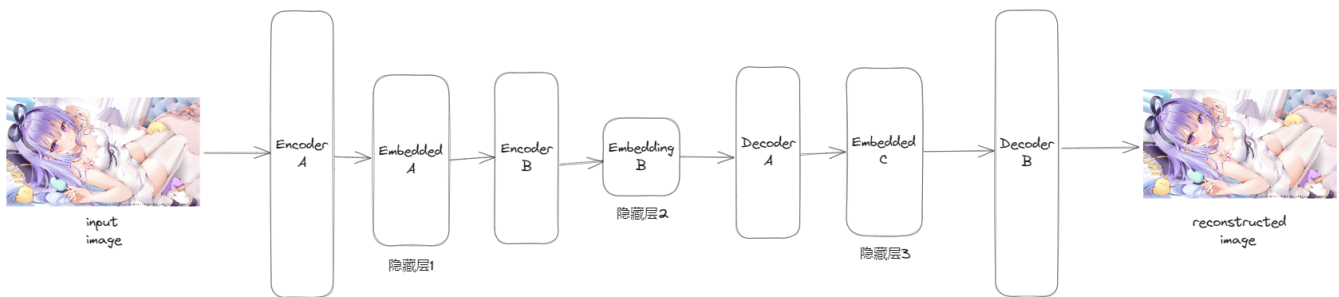 input
image
Encoder
A
Embedded
A
隐藏层1
Encoder
B
Embedding
B
隐藏层2
Decoder
A
Embedded
C
隐藏层3
Decoder
B
reconstructed
image